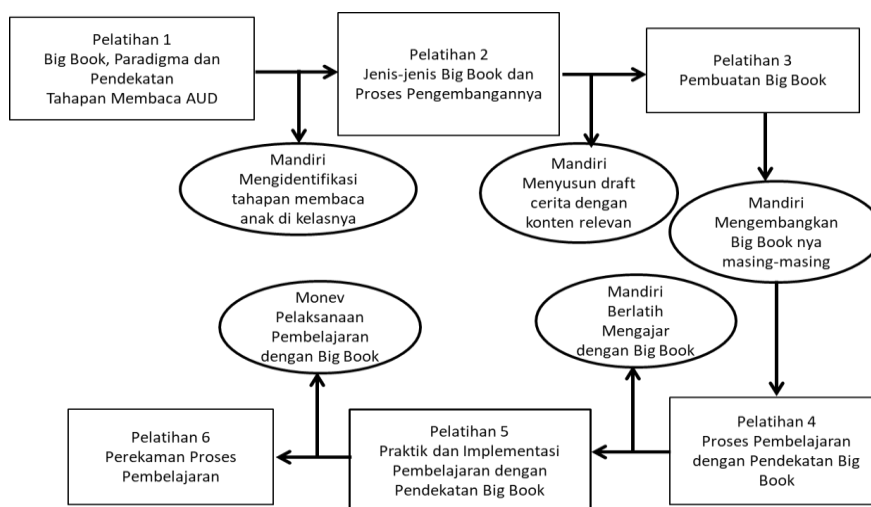 Pelatihan 1
Big Book, Paradigma dan
Pendekatan
Tahapan Membaca AUD
Pelatihan 2
Jenis-jenis Big Book dan
Proses Pengembangannya
Pelatihan 3
Pembuatan Big Book
Mandiri
Mengidentifikasi
tahapan membaca
anak di kelasnya
Mandiri
Menyusun draft
cerita dengan
konten relevan
Mandiri
Mengembangkan
Big Book nya
masing-masing
Monev
Pelaksanaan
Pembelajaran
dengan Big Book
Mandiri
Berlatih
Mengajar
dengan Big Book
Pelatihan 6
Perekaman Proses
Pembelajaran
Pelatihan 5
Praktik dan Implementasi
Pembelajaran dengan
Pendekatan Big Book
Pelatihan 4
Proses Pembelajaran
dengan Pendekatan Big
Book